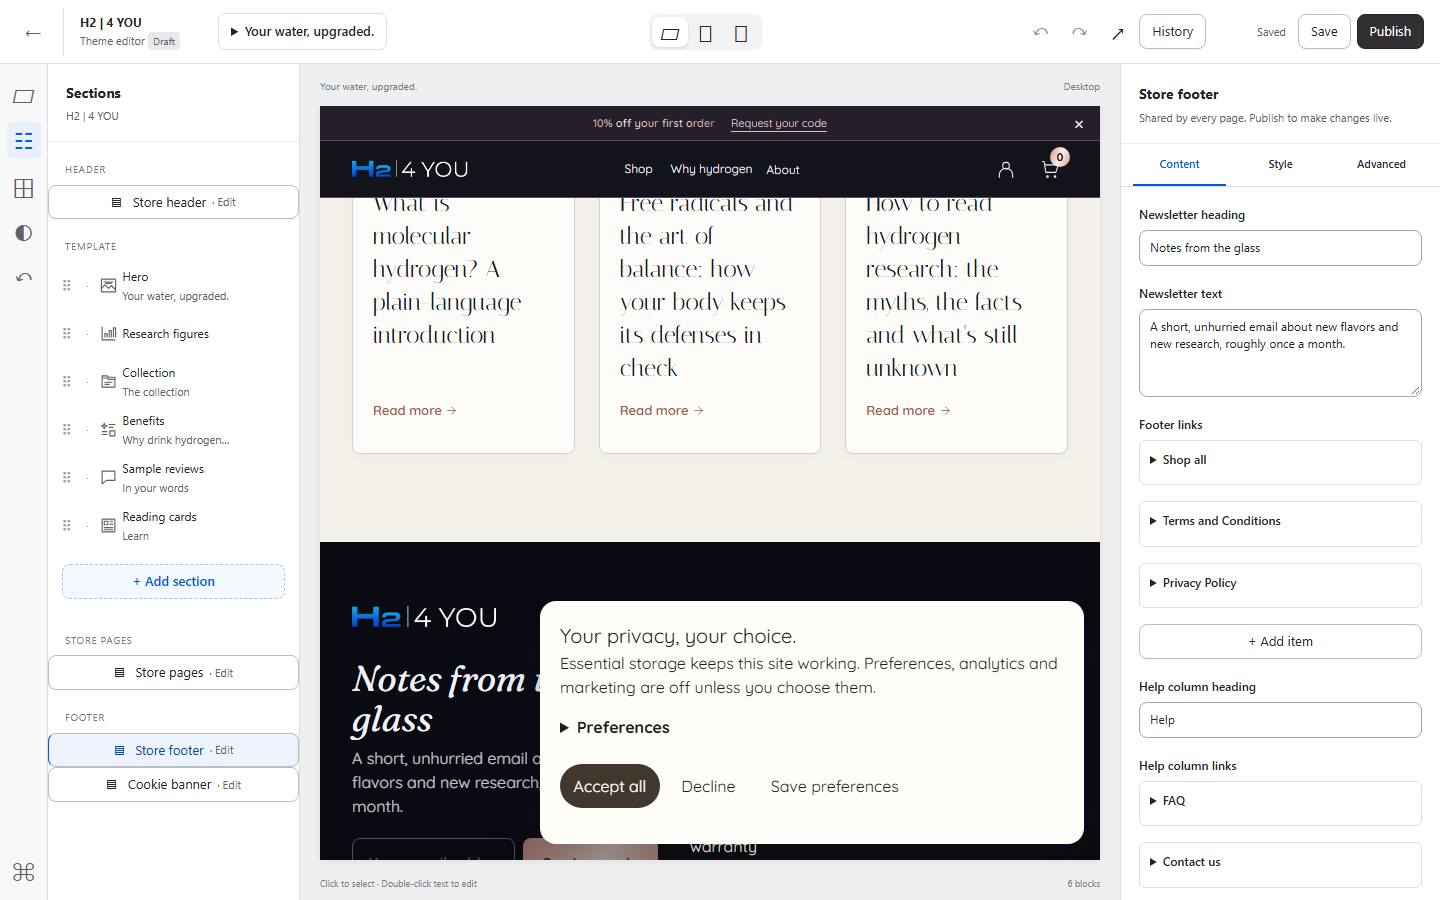 H2 | 4 YOU
Theme editor Draft
Your water, upgraded.
History
Saved
Save
Publish
Sections
H2 | 4 YOU
HEADER
Store header · Edit
TEMPLATE
Hero
Your water, upgraded.
Research figures
Collection
The collection
Benefits
Why drink hydrogen...
Sample reviews
In your words
Reading cards
Learn
+ Add section
STORE PAGES
Store pages · Edit
FOOTER
Store footer · Edit
Cookie banner · Edit
Your water, upgraded.
Desktop
10% off your first order Request your code
H2 | 4 YOU
Shop Why hydrogen About
0
What is
molecular
hydrogen? A
plain-language
introduction
Read more →
Free radicals and
the art of
balance: how
your body keeps
its defenses in
check
Read more →
How to read
hydrogen
research: the
myths, the facts
and what's still
unknown
Read more →
H2 | 4 YOU
Notes from
glass
A short, unhurried email
flavors and new research,
month.
Your privacy, your choice.
Essential storage keeps this site working. Preferences, analytics and
marketing are off unless you choose them.
Preferences
Accept all
Decline
Save preferences
warranty
Click to select · Double-click text to edit
6 blocks
Store footer
Shared by every page. Publish to make changes live.
Content Style Advanced
Newsletter heading
Notes from the glass
Newsletter text
A short, unhurried email about new flavors and
new research, roughly once a month.
Footer links
Shop all
Terms and Conditions
Privacy Policy
+ Add item
Help column heading
Help
Help column links
FAQ
Contact us